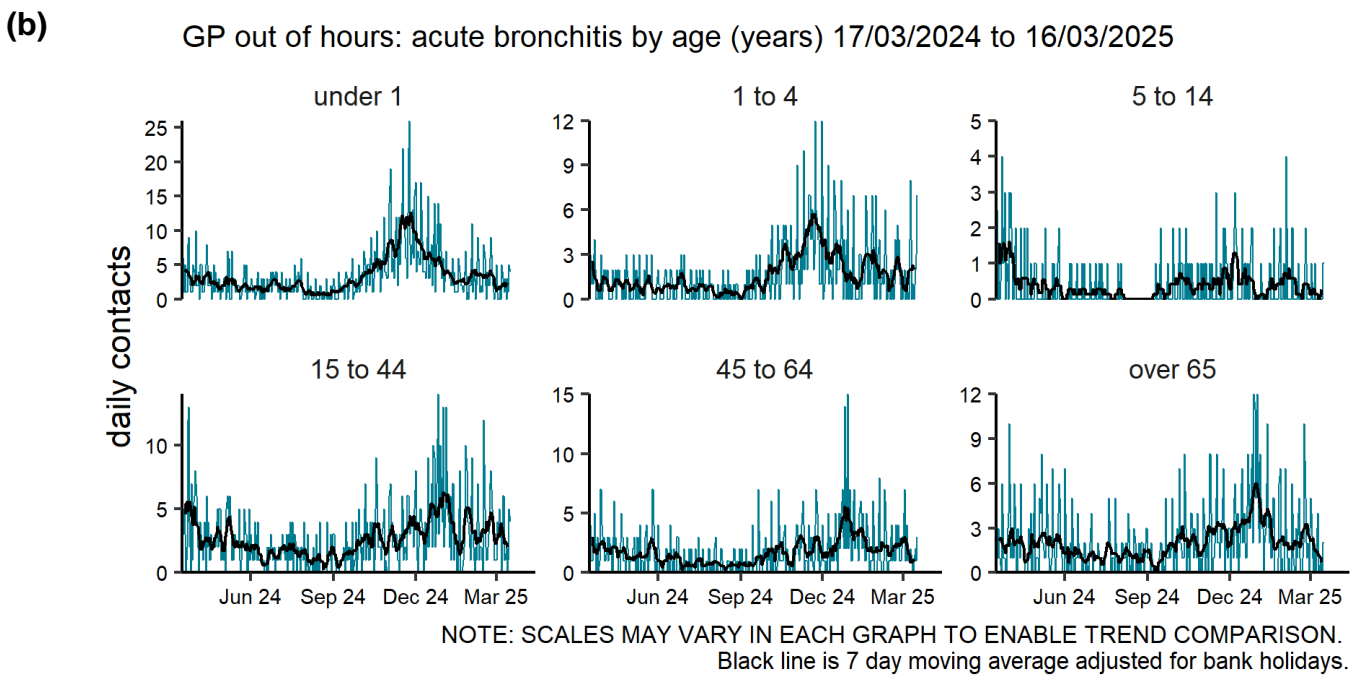 (b)
GP out of hours: acute bronchitis by age (years) 17/03/2024 to 16/03/2025
daily contacts
under 1
25
20
15
10
5
0
1 to 4
12
9
6
3
0
5 to 14
5
4
3
2
1
0
15 to 44
10
5
0
Jun 24 Sep 24 Dec 24 Mar 25
45 to 64
15
10
5
0
Jun 24 Sep 24 Dec 24 Mar 25
over 65
12
9
6
3
0
Jun 24 Sep 24 Dec 24 Mar 25
NOTE: SCALES MAY VARY IN EACH GRAPH TO ENABLE TREND COMPARISON.
Black line is 7 day moving average adjusted for bank holidays.